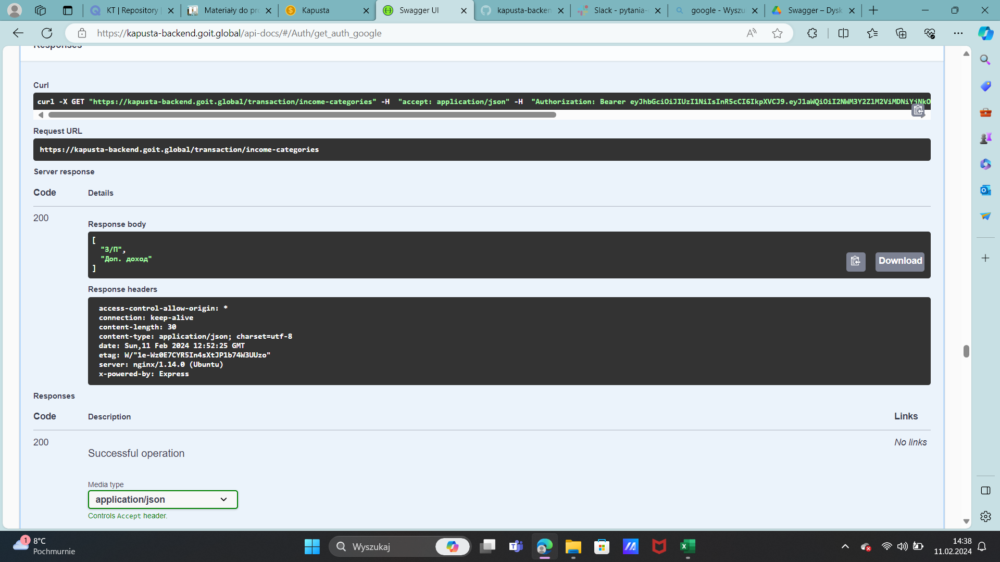 KT | Repository
Materiały do pro
Kapusta
Swagger UI
kapusta-backen
Slack - pytania-
google - Wyszu
Swagger – Dysk
https://kapusta-backend.goit.global/api-docs/#/Auth/get_auth_google
Responses
Curl
curl -X GET "https://kapusta-backend.goit.global/transaction/income-categories" -H  "accept: application/json" -H  "Authorization: Bearer eyJhbGciOiJIUzI1NiIsInR5cCI6IkpXVCJ9.eyJ1aWQiOiI2NWM3Y2ZlM2ViMDNiYjNkO
Request URL
https://kapusta-backend.goit.global/transaction/income-categories
Server response
Code Details
200
Response body
[
"З/П",
"Доп. доход"
]
Download
Response headers
access-control-allow-origin: *
connection: keep-alive
content-length: 30
content-type: application/json; charset=utf-8
date: Sun,11 Feb 2024 12:52:25 GMT
etag: W/"1e-Wz0E7CYR5In4sXtJP1b74W3UUzo"
server: nginx/1.14.0 (Ubuntu)
x-powered-by: Express
Responses
Code Description Links
200
Successful operation
No links
Media type
application/json
Controls Accept header.
1
8°C
Pochmurnie
Wyszukaj
14:38
11.02.2024